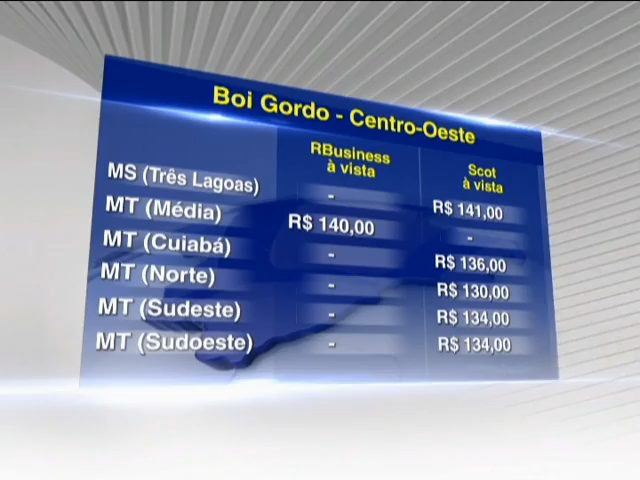 Boi Gordo - Centro-Oeste
RBusiness
à vista
Scot
à vista
MS (Três Lagoas) - R$ 141,00
MT (Média) R$ 140,00 -
MT (Cuiabá) - R$ 136,00
MT (Norte) - R$ 130,00
MT (Sudeste) - R$ 134,00
MT (Sudoeste) - R$ 134,00